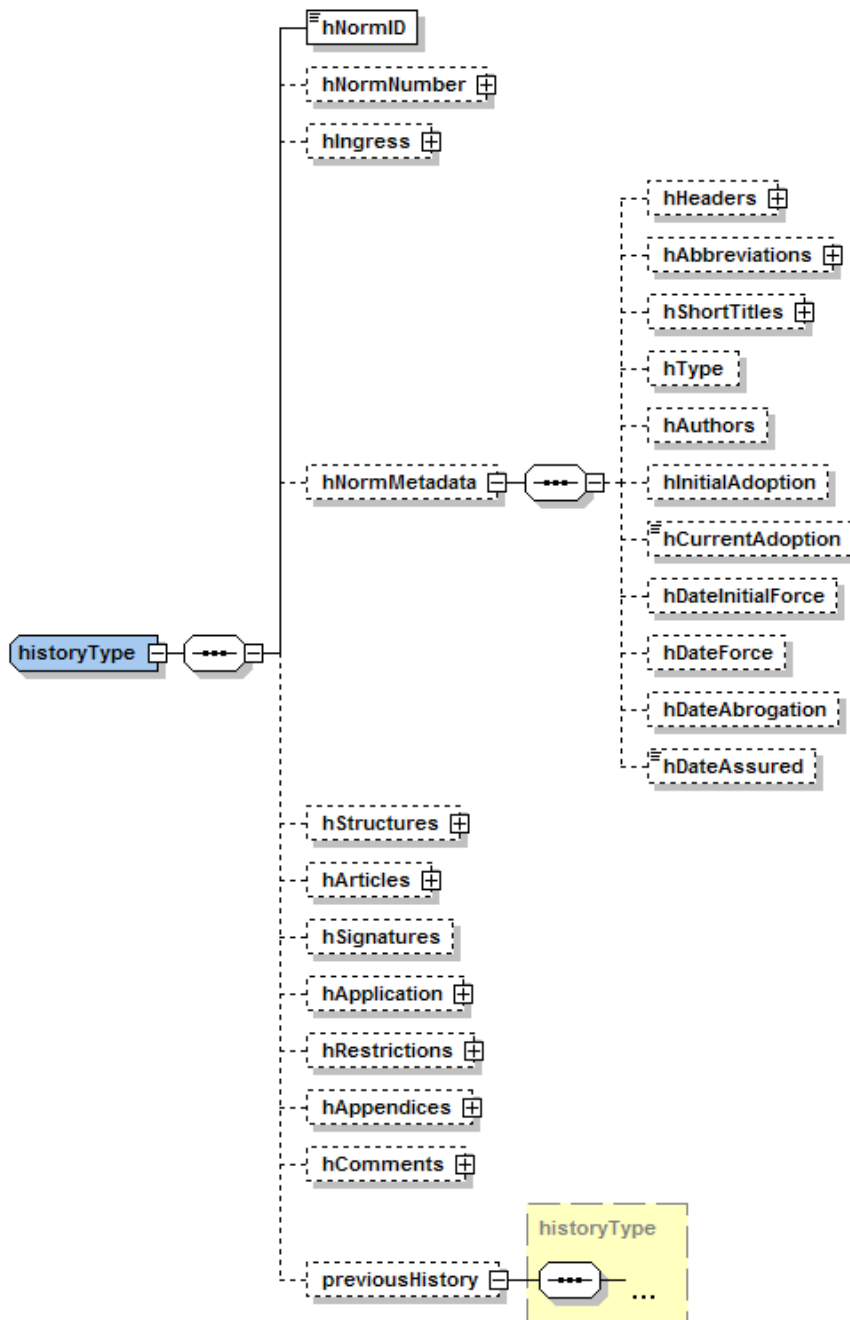 hNormID
hNormNumber
hIngress
hHeaders
hAbbreviations
hShortTitles
hType
hAuthors
hNormMetadata
hInitialAdoption
hCurrentAdoption
hDateInitialForce
historyType
hDateForce
hDateAbrogation
hDateAssured
hStructures
hArticles
hSignatures
hApplication
hRestrictions
hAppendices
hComments
historyType
previousHistory
...